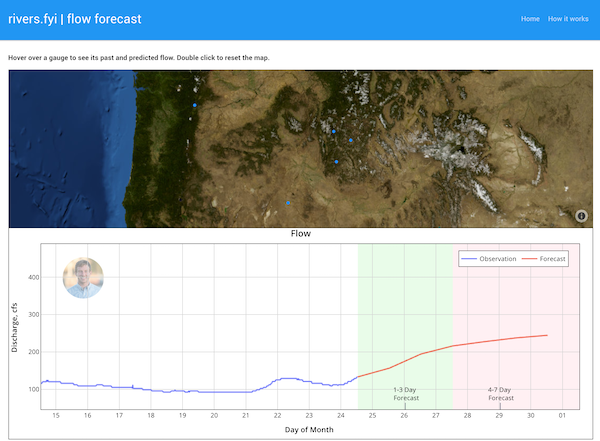 rivers.fyi | flow forecast
Home How it works
Hover over a gauge to see its past and predicted flow. Double click to reset the map.
Flow
Observation Forecast
400
300
200
100
Discharge, cfs
1-3 Day
Forecast
4-7 Day
Forecast
15 16 17 18 19 20 21 22 23 24 25 26 27 28 29 30 01
Day of Month